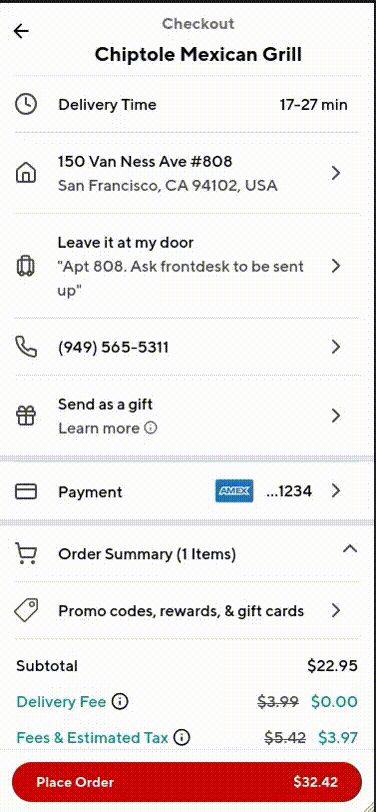 Checkout
Chiptole Mexican Grill
Delivery Time 17-27 min
150 Van Ness Ave #808
San Francisco, CA 94102, USA
Leave it at my door
"Apt 808. Ask frontdesk to be sent
up"
(949) 565-5311
Send as a gift
Learn more
Payment AMEX ...1234
Order Summary (1 Items)
Promo codes, rewards, & gift cards
Subtotal $22.95
Delivery Fee $3.99 $0.00
Fees & Estimated Tax $5.42 $3.97
Place Order $32.42